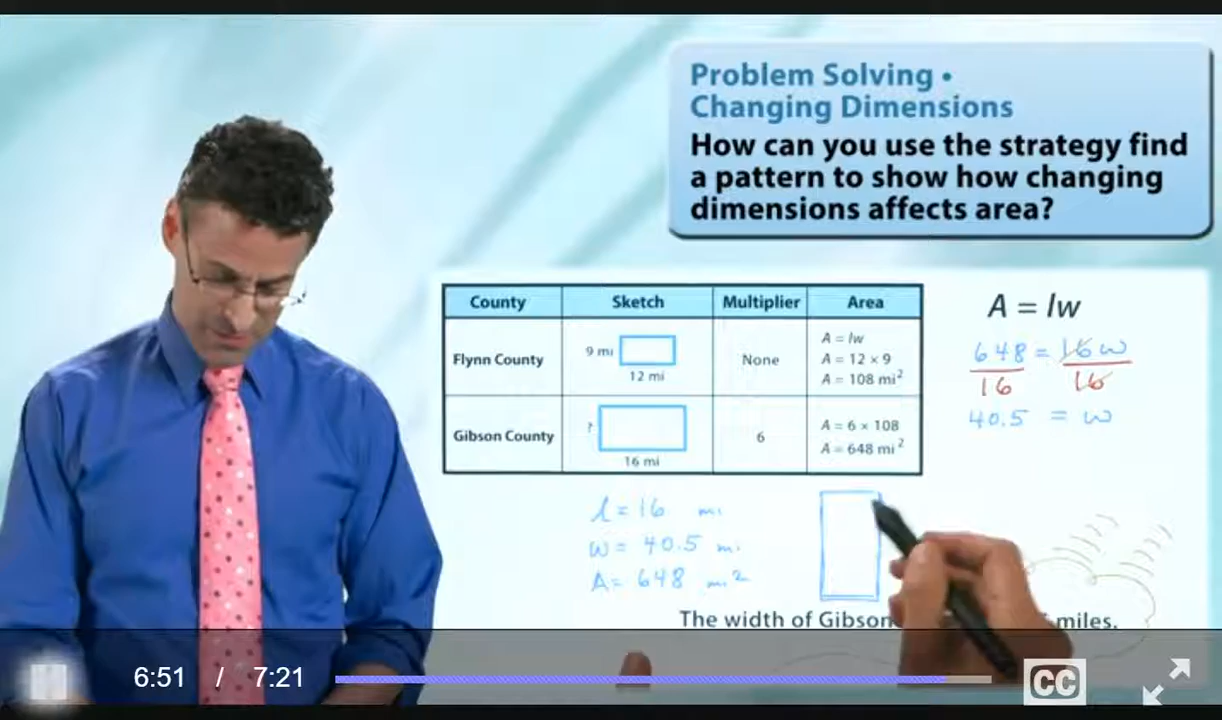 Problem Solving •
Changing Dimensions
How can you use the strategy find
a pattern to show how changing
dimensions affects area?
County Sketch Multiplier Area
Flynn County 9 mi 12 mi None A = lw
A = 12 × 9
A = 108 mi²
Gibson County ? 16 mi 6 A = 6 × 108
A = 648 mi²
A = lw
648 = 16w
16 16
40.5 = w
l = 16 mi
w = 40.5 mi
A = 648 mi²
The width of Gibson miles.
6:51 / 7:21
CC